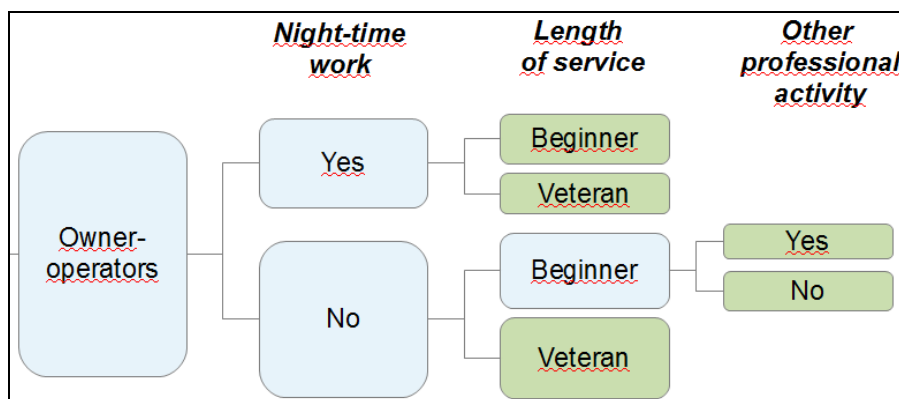 Night-time
work
Length
of service
Other
professional
activity
Owner-
operators
Yes
Beginner
Veteran
No
Beginner
Veteran
Yes
No